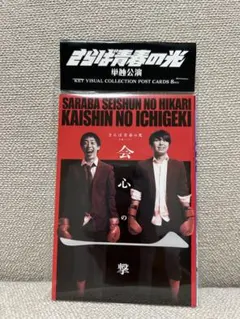 さらば青春の光
単独公演
KEY VISUAL COLLECTION POST CARDS
SARABA SEISHUN NO HIKARI
KAISHIN NO ICHIGEKI
さらば青春の光
会心の
一撃